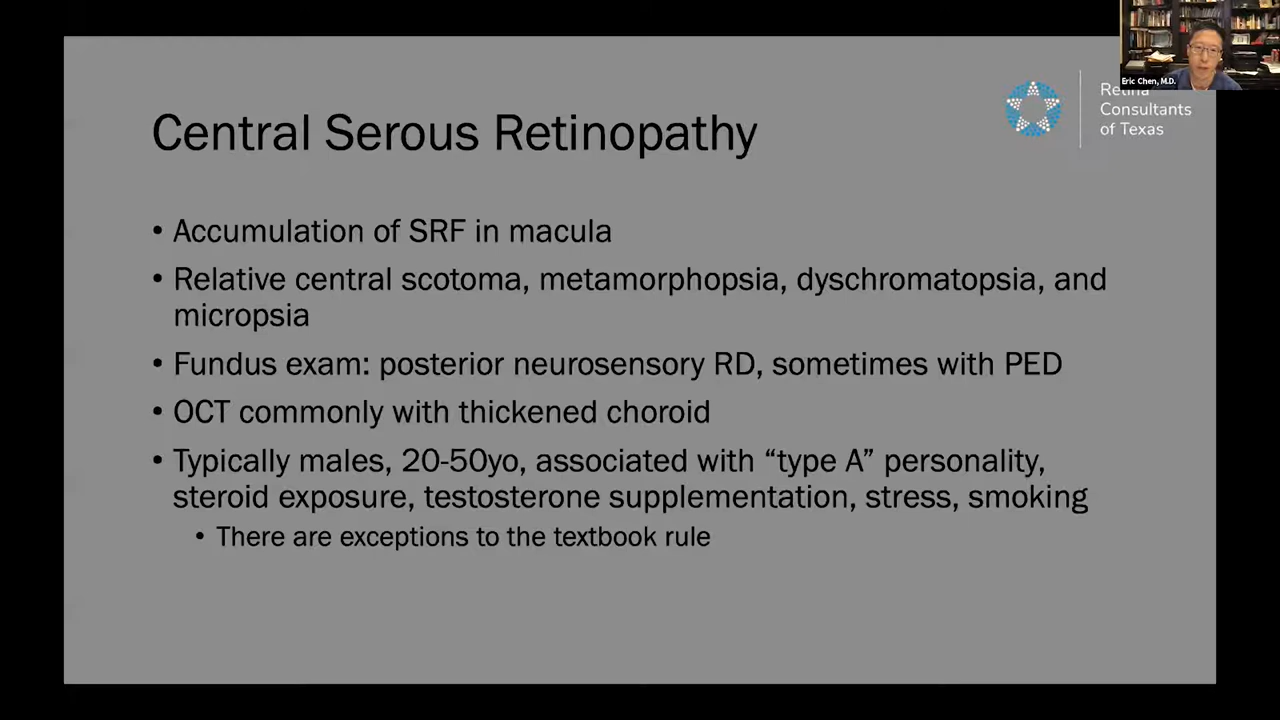 Eric Chen, M.D.
Retina
Consultants
of Texas
Central Serous Retinopathy
• Accumulation of SRF in macula
• Relative central scotoma, metamorphopsia, dyschromatopsia, and
micropsia
• Fundus exam: posterior neurosensory RD, sometimes with PED
• OCT commonly with thickened choroid
• Typically males, 20-50yo, associated with “type A” personality,
steroid exposure, testosterone supplementation, stress, smoking
• There are exceptions to the textbook rule